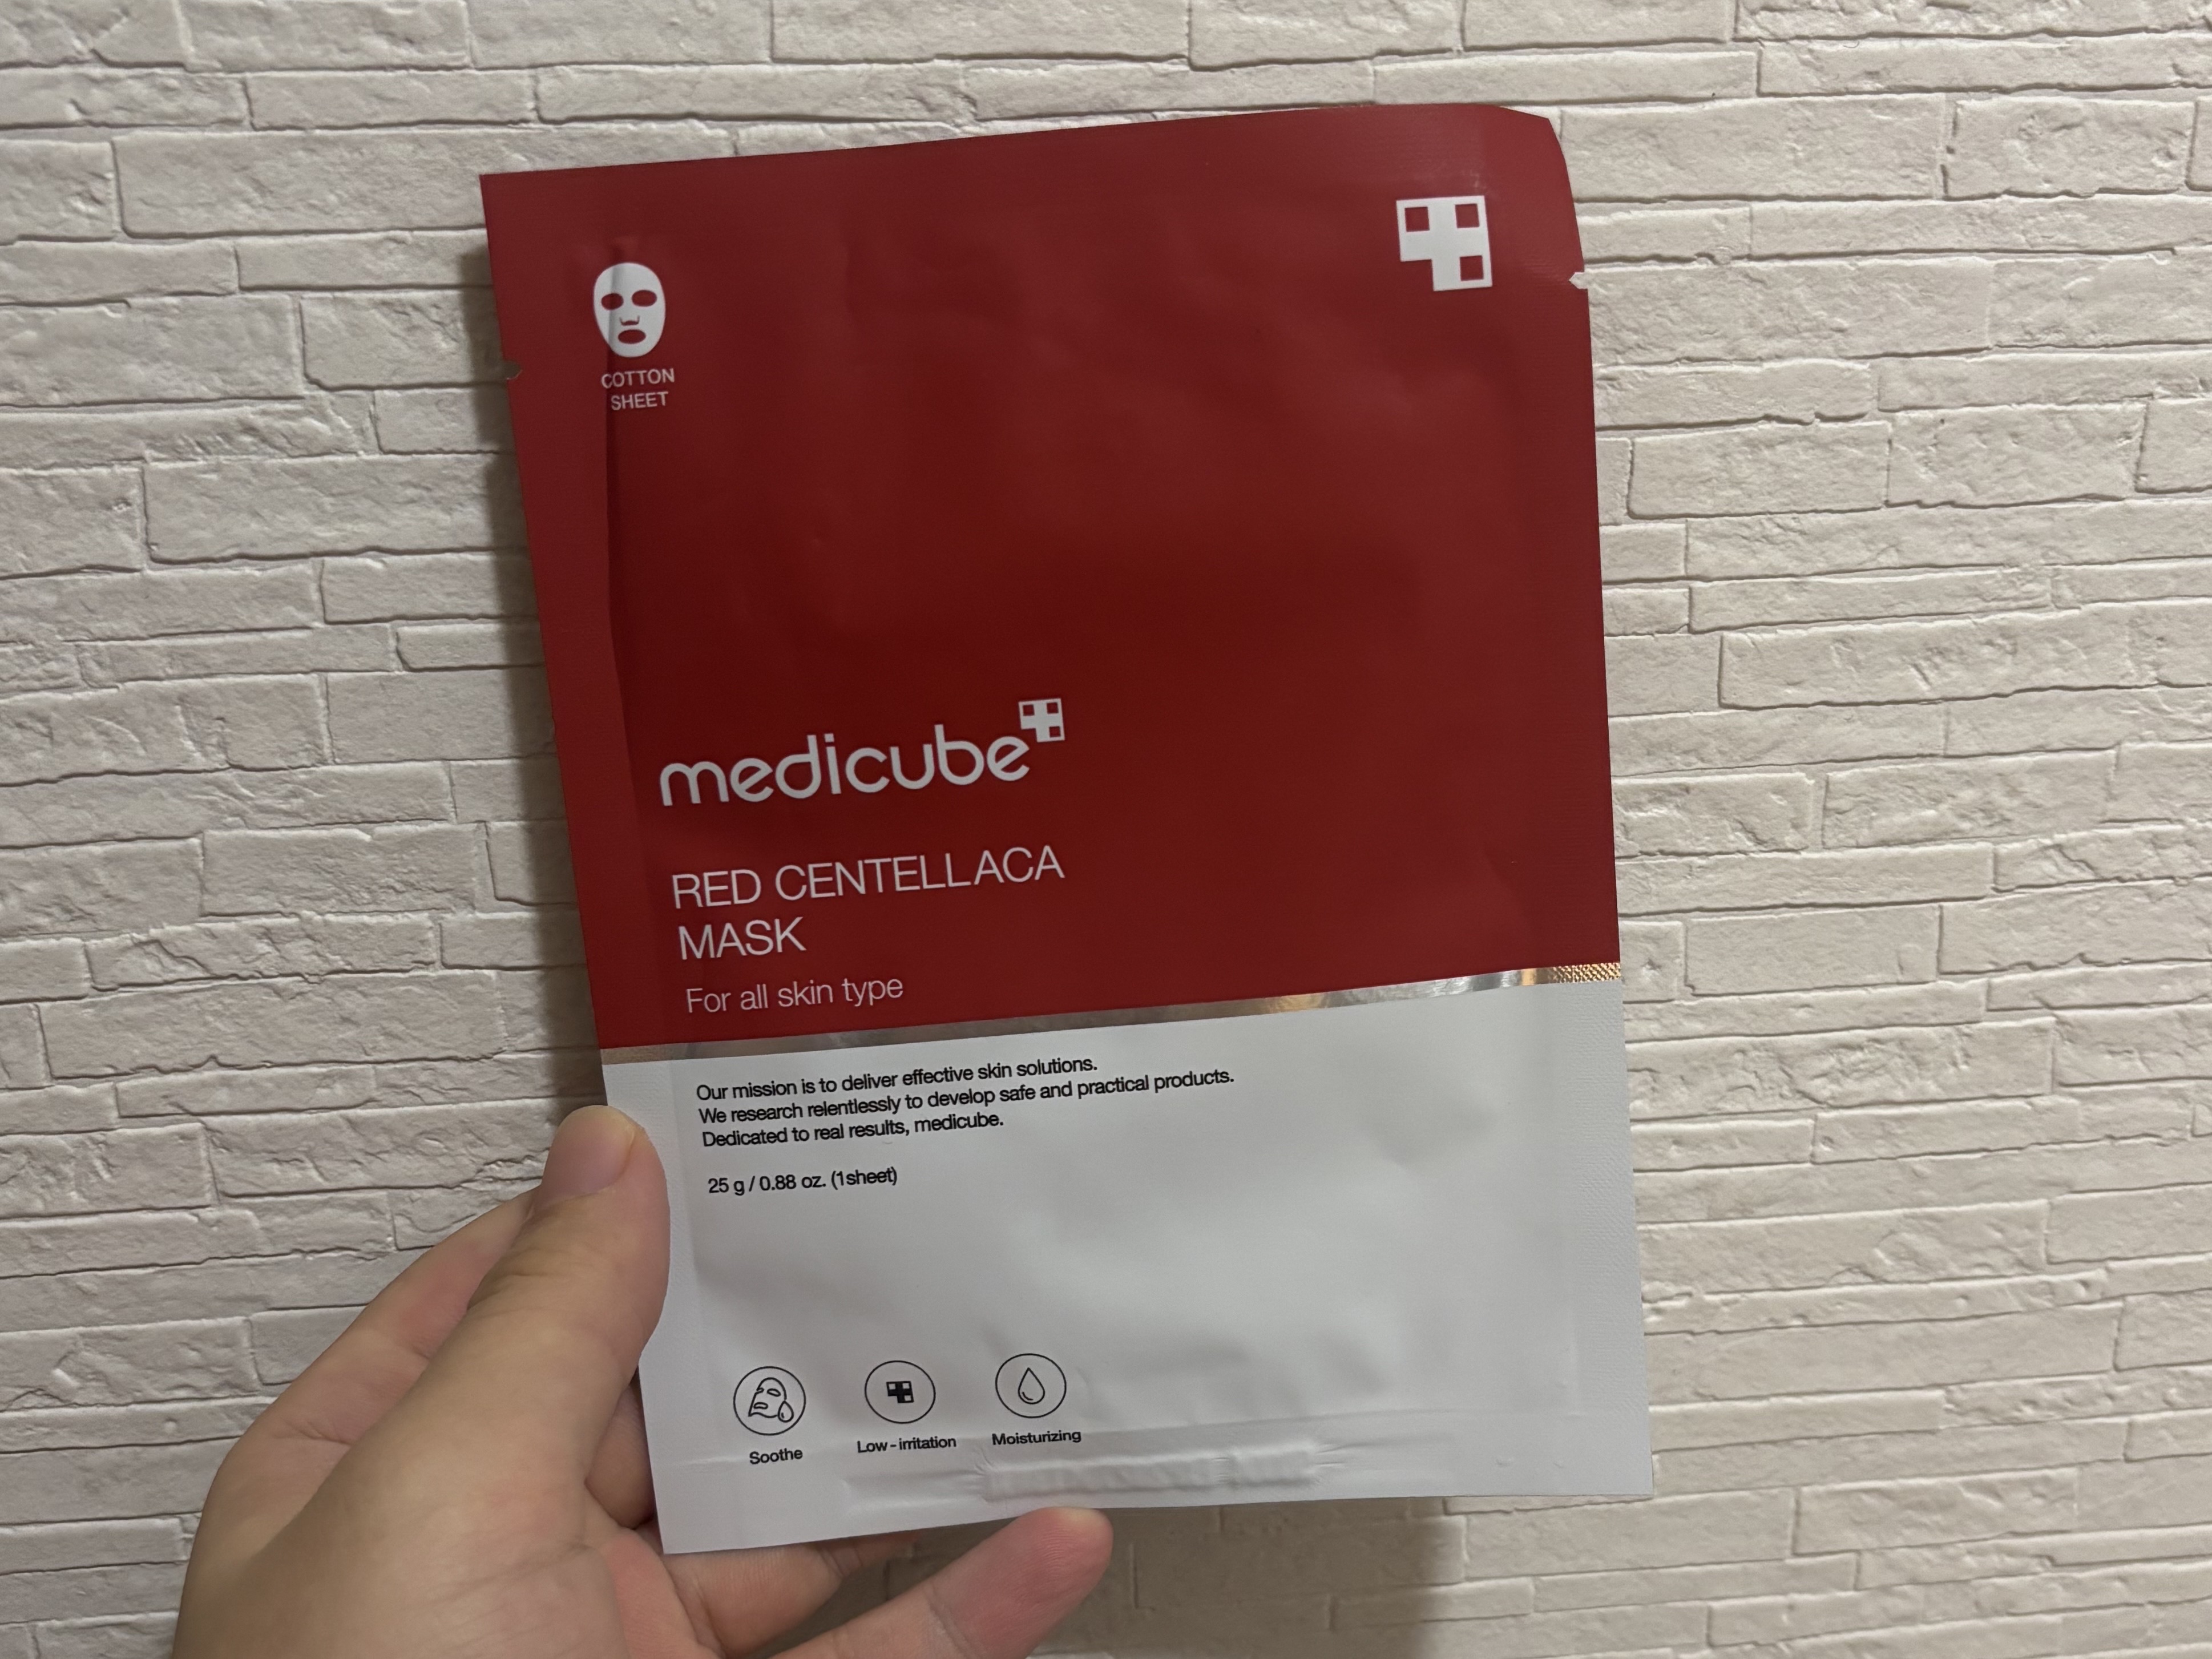 COTTON
SHEET
medicube
RED CENTELLACA
MASK
For all skin type
Our mission is to deliver effective skin solutions.
We research relentlessly to develop safe and practical products.
Dedicated to real results, medicube.
25 g / 0.88 oz. (1sheet)
Soothe
Low-irritation
Moisturizing